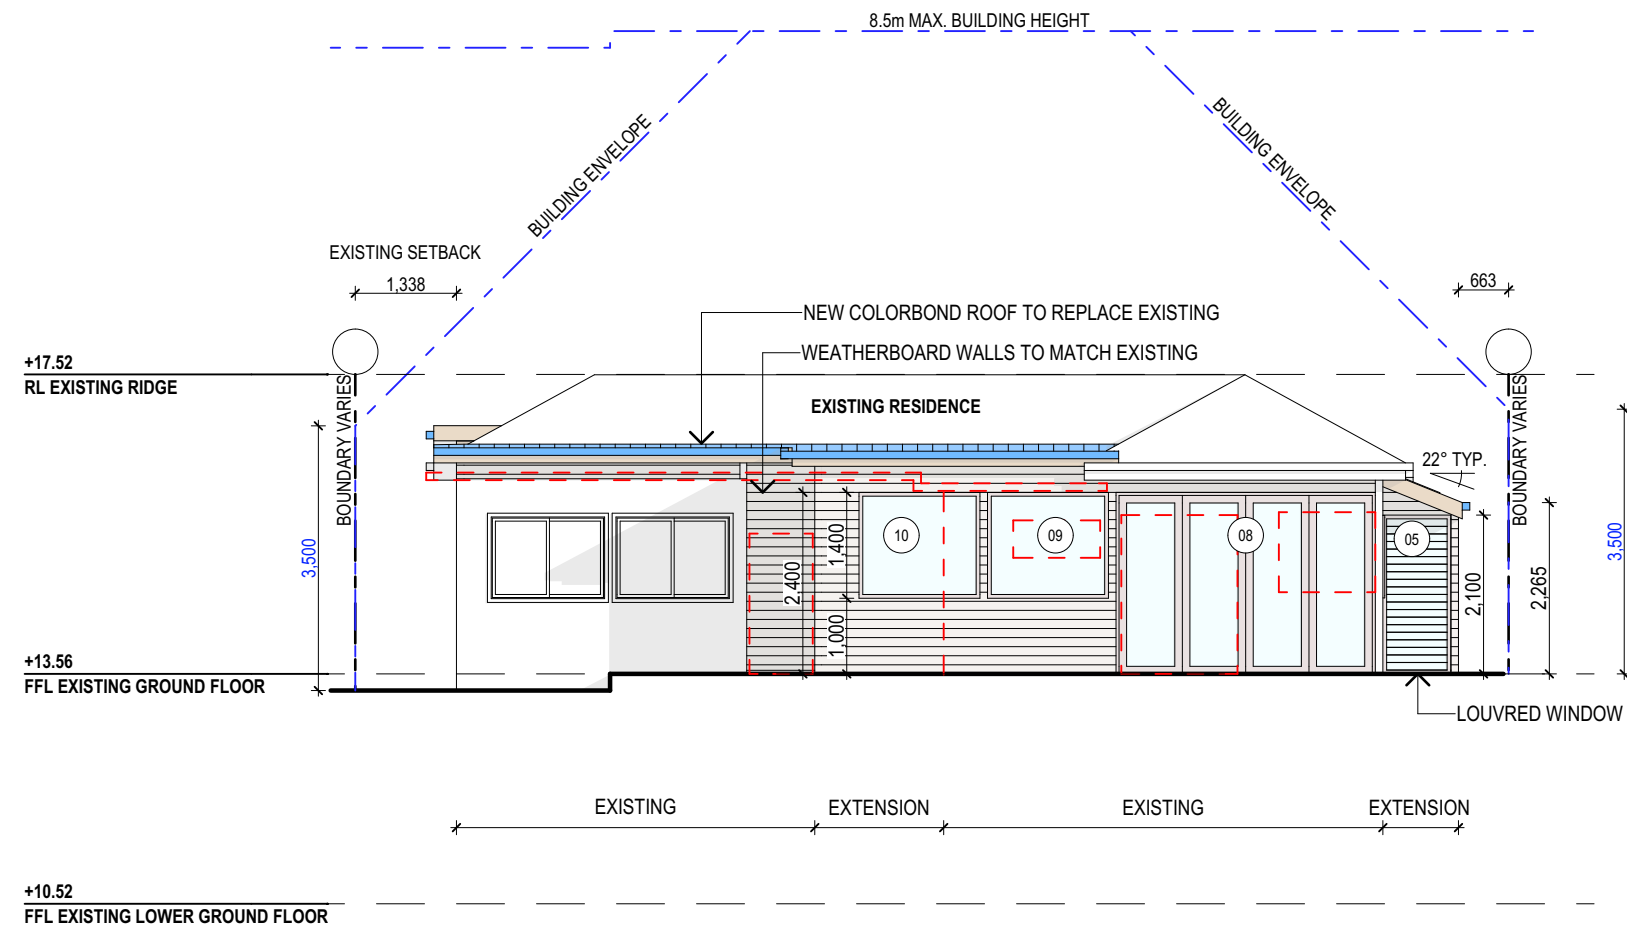 8.5m MAX. BUILDING HEIGHT
BUILDING ENVELOPE
BUILDING ENVELOPE
EXISTING SETBACK
1,338
663
NEW COLORBOND ROOF TO REPLACE EXISTING
WEATHERBOARD WALLS TO MATCH EXISTING
+17.52
RL EXISTING RIDGE
BOUNDARY VARIES
BOUNDARY VARIES
EXISTING RESIDENCE
22° TYP.
3,500
10
09
08
05
1,400
2,400
1,000
2,100
2,265
3,500
+13.56
FFL EXISTING GROUND FLOOR
LOUVRED WINDOW
EXISTING
EXTENSION
EXISTING
EXTENSION
+10.52
FFL EXISTING LOWER GROUND FLOOR